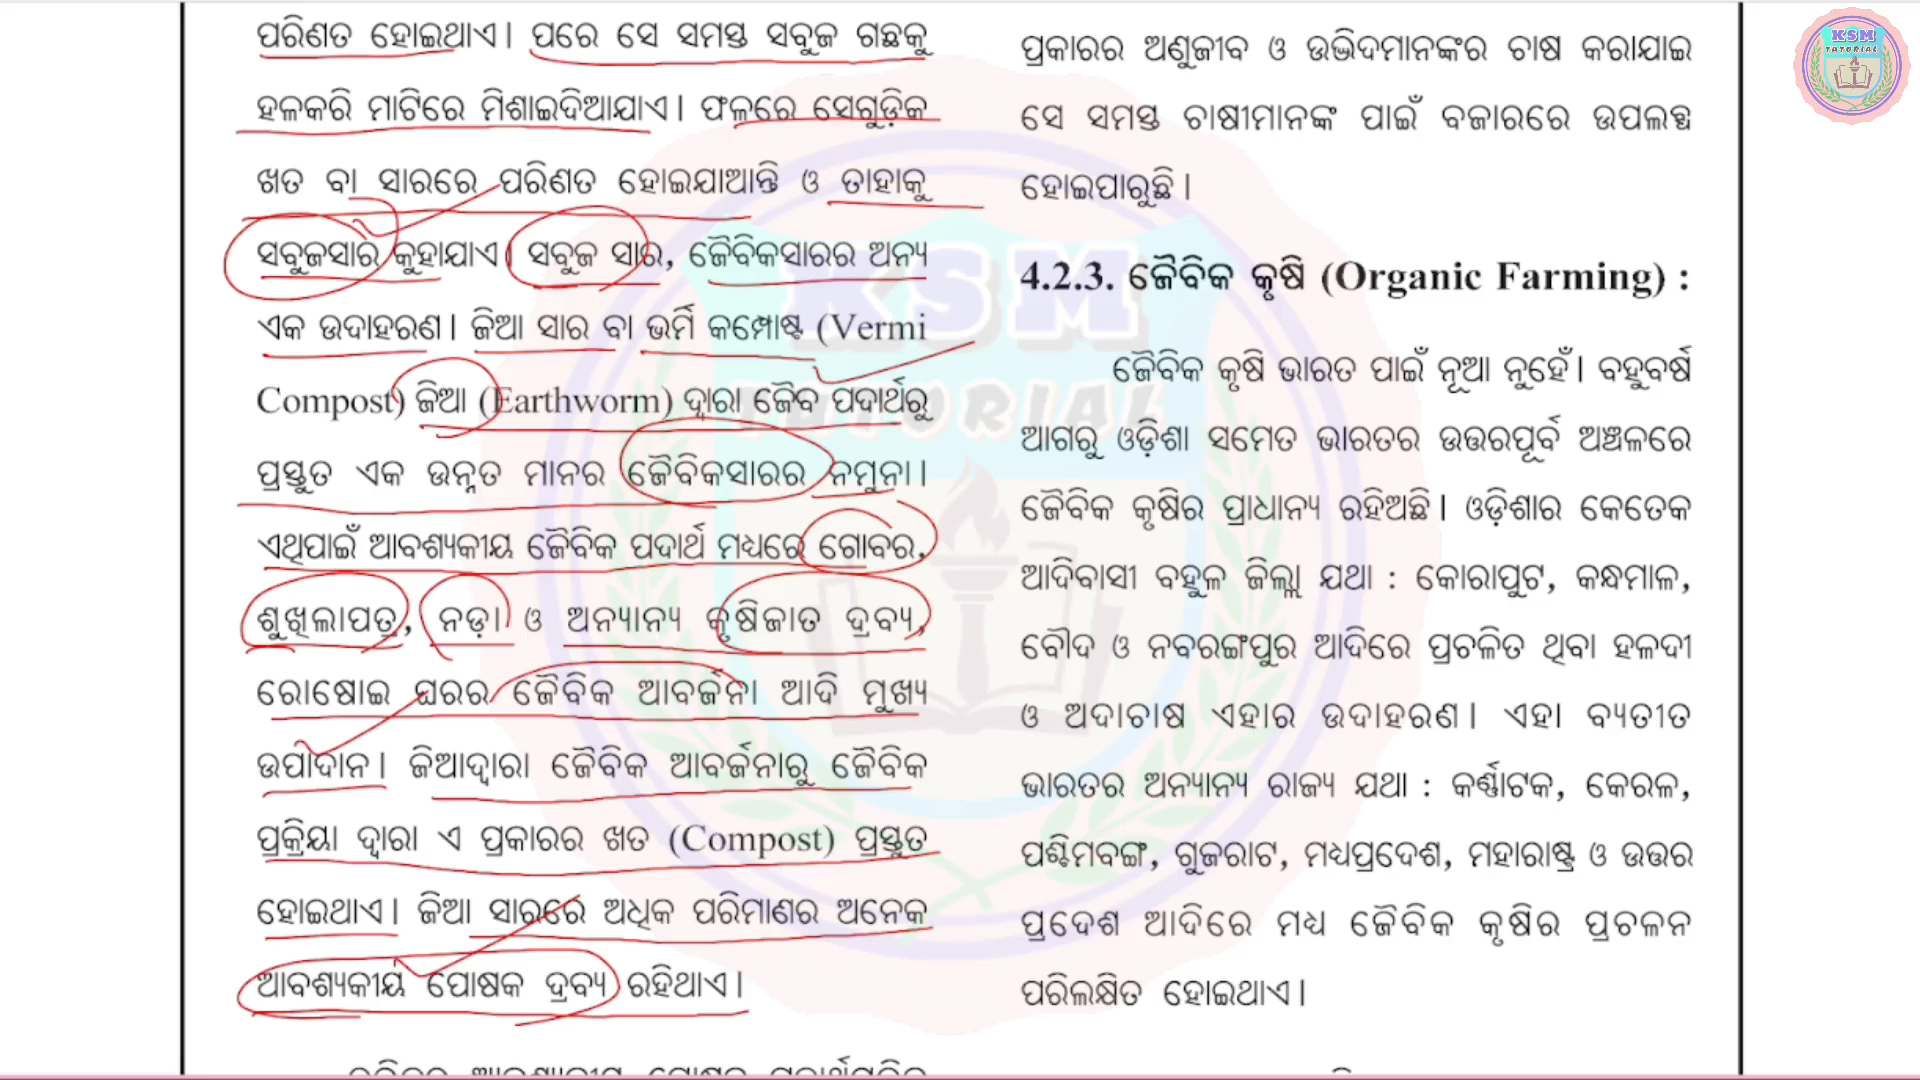 ପରିଣତ ହୋଇଥାଏ। ପରେ ସେ ସମସ୍ତ ସବୁଜ ଗଛକୁ
ହଳକରି ମାଟିରେ ମିଶାଇଦିଆଯାଏ। ଫଳରେ ସେଗୁଡ଼ିକ
ଖତ ବା ସାରରେ ପରିଣତ ହୋଇଯାଆନ୍ତି ଓ ତାହାକୁ
ସବୁଜସାର କୁହାଯାଏ। ସବୁଜ ସାର, ଜୈବିକସାରର ଅନ୍ୟ
ଏକ ଉଦାହରଣ। ଜିଆ ସାର ବା ଭର୍ମି କମ୍ପୋଷ୍ଟ (Vermi
Compost) ଜିଆ (Earthworm) ଦ୍ୱାରା ଜୈବ ପଦାର୍ଥରୁ
ପ୍ରସ୍ତୁତ ଏକ ଉନ୍ନତ ମାନର ଜୈବିକସାରର ନମୁନା।
ଏଥିପାଇଁ ଆବଶ୍ୟକୀୟ ଜୈବିକ ପଦାର୍ଥ ମଧ୍ୟରେ ଗୋବର,
ଶୁଖିଲାପତ୍ର, ନଡ଼ା ଓ ଅନ୍ୟାନ୍ୟ କୃଷିଜାତ ଦ୍ରବ୍ୟ,
ରୋଷୋଇ ଘରର ଜୈବିକ ଆବର୍ଜନା ଆଦି ମୁଖ୍ୟ
ଉପାଦାନ। ଜିଆଦ୍ୱାରା ଜୈବିକ ଆବର୍ଜନାରୁ ଜୈବିକ
ପ୍ରକ୍ରିୟା ଦ୍ୱାରା ଏ ପ୍ରକାରର ଖତ (Compost) ପ୍ରସ୍ତୁତ
ହୋଇଥାଏ। ଜିଆ ସାରରେ ଅଧିକ ପରିମାଣର ଅନେକ
ଆବଶ୍ୟକୀୟ ପୋଷକ ଦ୍ରବ୍ୟ ରହିଥାଏ।
ପ୍ରକାରର ଅଣୁଜୀବ ଓ ଉଦ୍ଭିଦମାନଙ୍କର ଚାଷ କରାଯାଇ
ସେ ସମସ୍ତ ଚାଷୀମାନଙ୍କ ପାଇଁ ବଜାରରେ ଉପଲବ୍ଧ
ହୋଇପାରୁଛି।
4.2.3. ଜୈବିକ କୃଷି (Organic Farming) :
ଜୈବିକ କୃଷି ଭାରତ ପାଇଁ ନୂଆ ନୁହେଁ। ବହୁବର୍ଷ
ଆଗରୁ ଓଡ଼ିଶା ସମେତ ଭାରତର ଉତ୍ତରପୂର୍ବ ଅଞ୍ଚଳରେ
ଜୈବିକ କୃଷିର ପ୍ରାଧାନ୍ୟ ରହିଅଛି। ଓଡ଼ିଶାର କେତେକ
ଆଦିବାସୀ ବହୁଳ ଜିଲ୍ଲା ଯଥା : କୋରାପୁଟ, କନ୍ଧମାଳ,
ବୌଦ ଓ ନବରଙ୍ଗପୁର ଆଦିରେ ପ୍ରଚଳିତ ଥିବା ହଳଦୀ
ଓ ଅଦାଚାଷ ଏହାର ଉଦାହରଣ। ଏହା ବ୍ୟତୀତ
ଭାରତର ଅନ୍ୟାନ୍ୟ ରାଜ୍ୟ ଯଥା : କର୍ଣ୍ଣାଟକ, କେରଳ,
ପଶ୍ଚିମବଙ୍ଗ, ଗୁଜରାଟ, ମଧ୍ୟପ୍ରଦେଶ, ମହାରାଷ୍ଟ୍ର ଓ ଉତ୍ତର
ପ୍ରଦେଶ ଆଦିରେ ମଧ୍ୟ ଜୈବିକ କୃଷିର ପ୍ରଚଳନ
ପରିଲକ୍ଷିତ ହୋଇଥାଏ।
KSM
TUTORIAL
KSM
TATORIAL